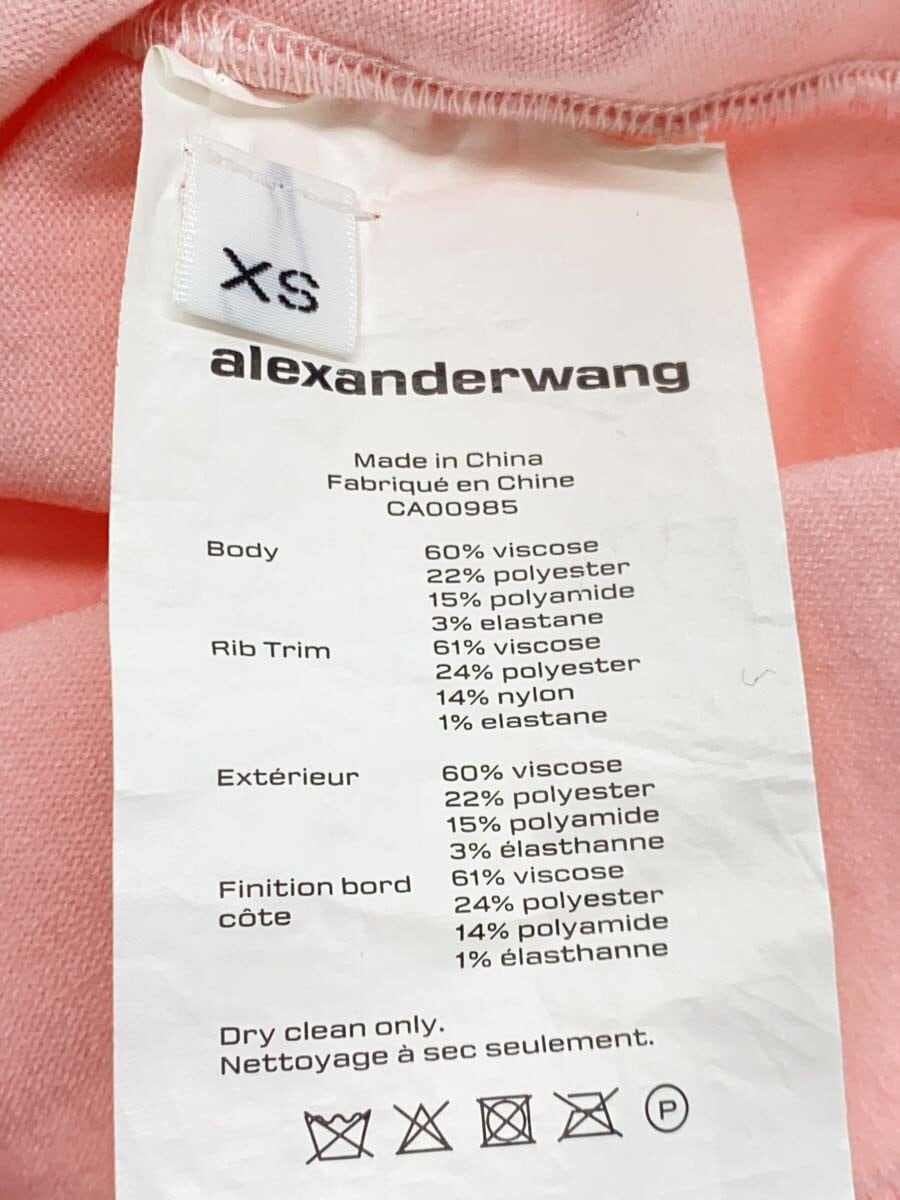 XS
alexanderwang
Made in China
Fabriqué en Chine
CA00985
Body 60% viscose
22% polyester
15% polyamide
3% elastane
Rib Trim 61% viscose
24% polyester
14% nylon
1% elastane
Extérieur 60% viscose
22% polyester
15% polyamide
3% élasthanne
Finition bord côte 61% viscose
24% polyester
14% polyamide
1% élasthanne
Dry clean only.
Nettoyage à sec seulement.
P